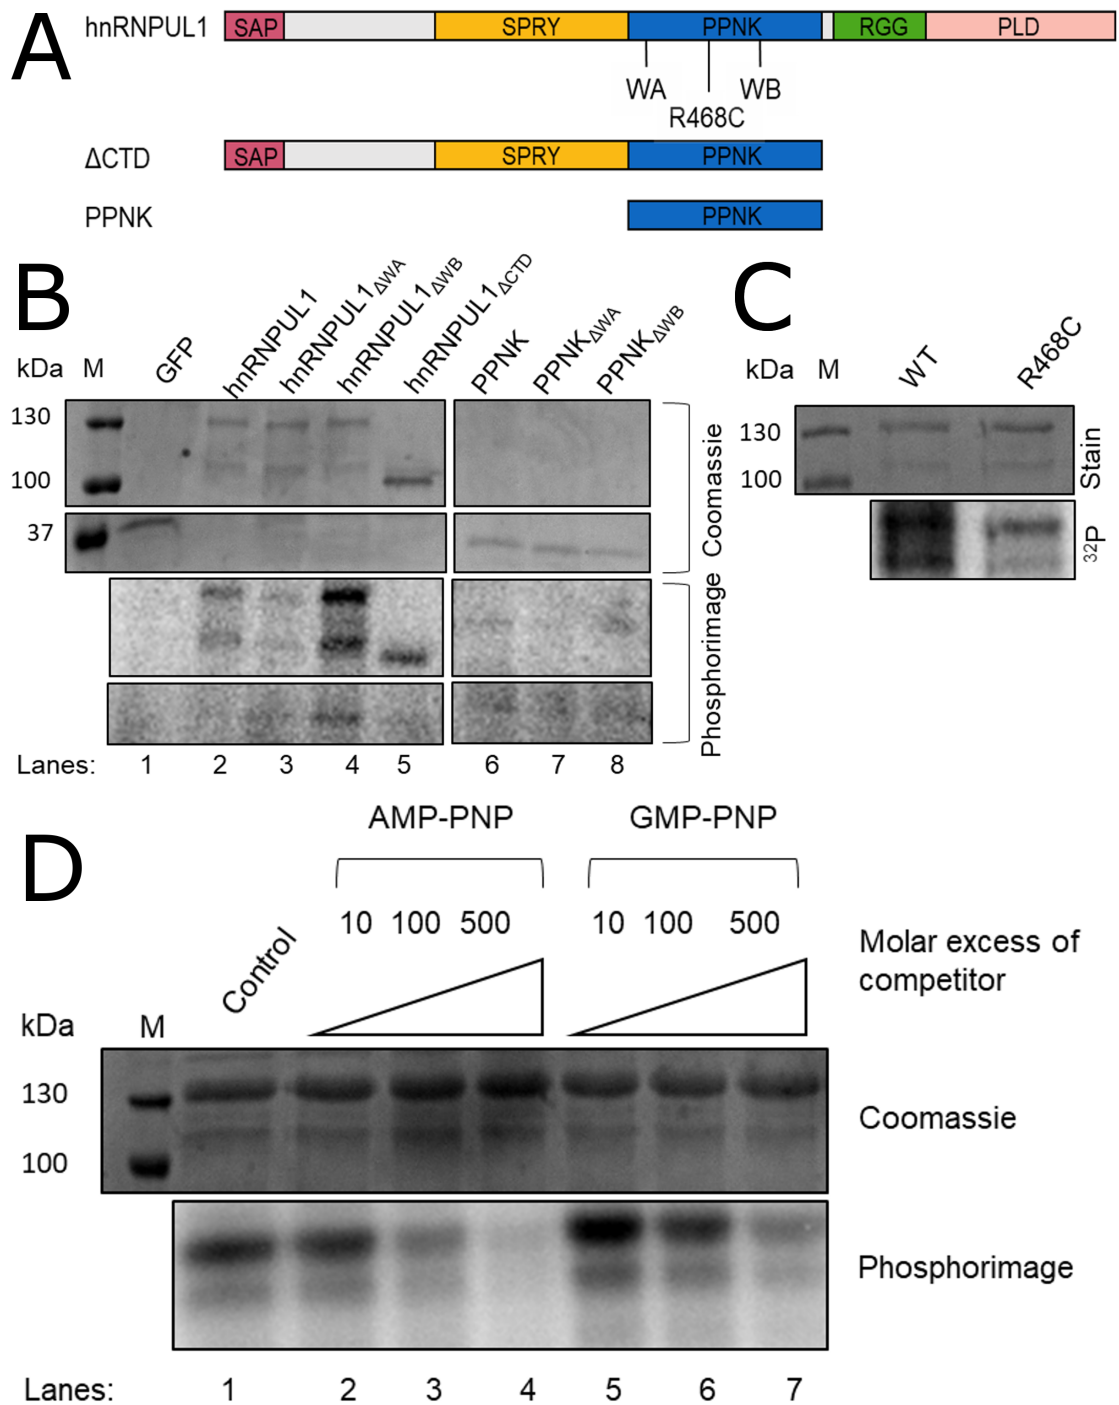 A
hnRNPUL1 SAP SPRY PPNK RGG PLD
WA WB
R468C
ΔCTD SAP SPRY PPNK
PPNK PPNK
B
kDa M GFP hnRNPUL1 hnRNPUL1ΔWA hnRNPUL1ΔWB hnRNPUL1ΔCTD PPNK PPNKΔWA PPNKΔWB
130
100
37
Coomassie
Phosphorimage
Lanes: 1 2 3 4 5 6 7 8
C
kDa M WT R468C
130
100
Stain
32P
D
AMP-PNP GMP-PNP
10 100 500 10 100 500
Molar excess of
competitor
kDa M Control
130
100
Coomassie
Phosphorimage
Lanes: 1 2 3 4 5 6 7